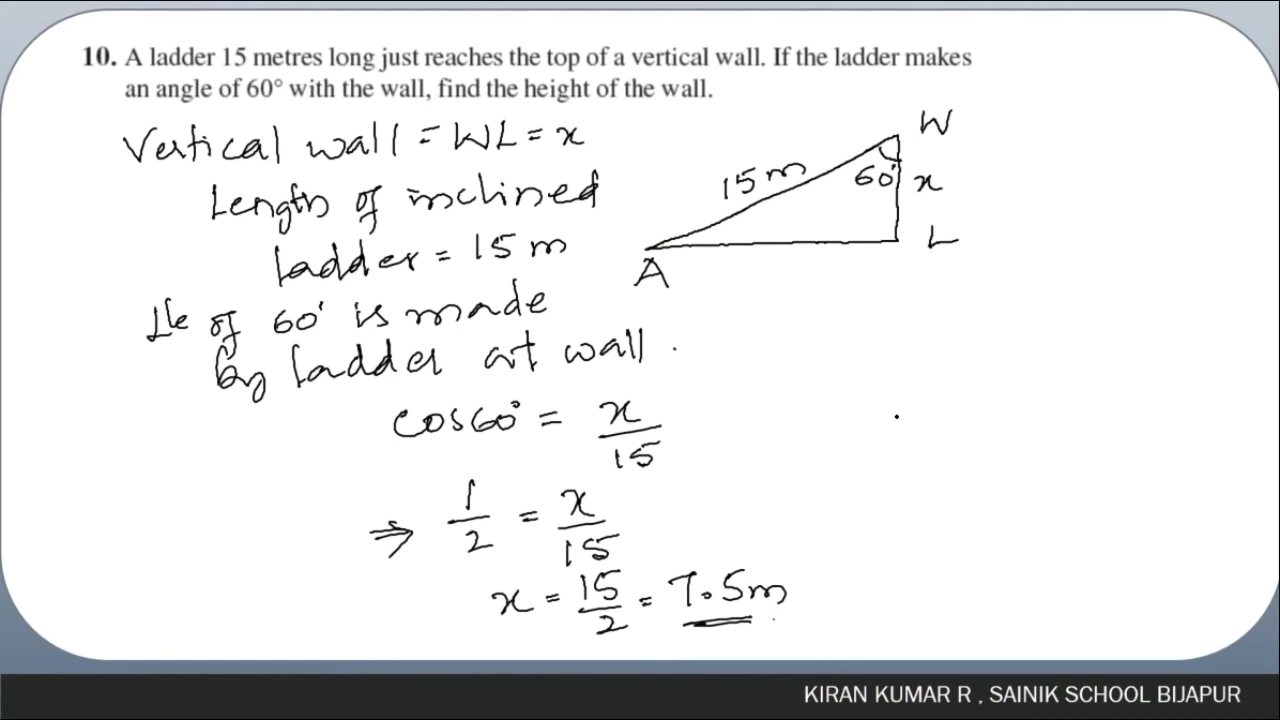 10. A ladder 15 metres long just reaches the top of a vertical wall. If the ladder makes
an angle of 60° with the wall, find the height of the wall.
Vertical wall = WL = x
Length of inclined
ladder = 15 m
∠le of 60° is made
by ladder at wall.
cos60° = x/15
⇒ 1/2 = x/15
x = 15/2 = 7.5m
W
15m
60°
x
L
A
KIRAN KUMAR R , SAINIK SCHOOL BIJAPUR